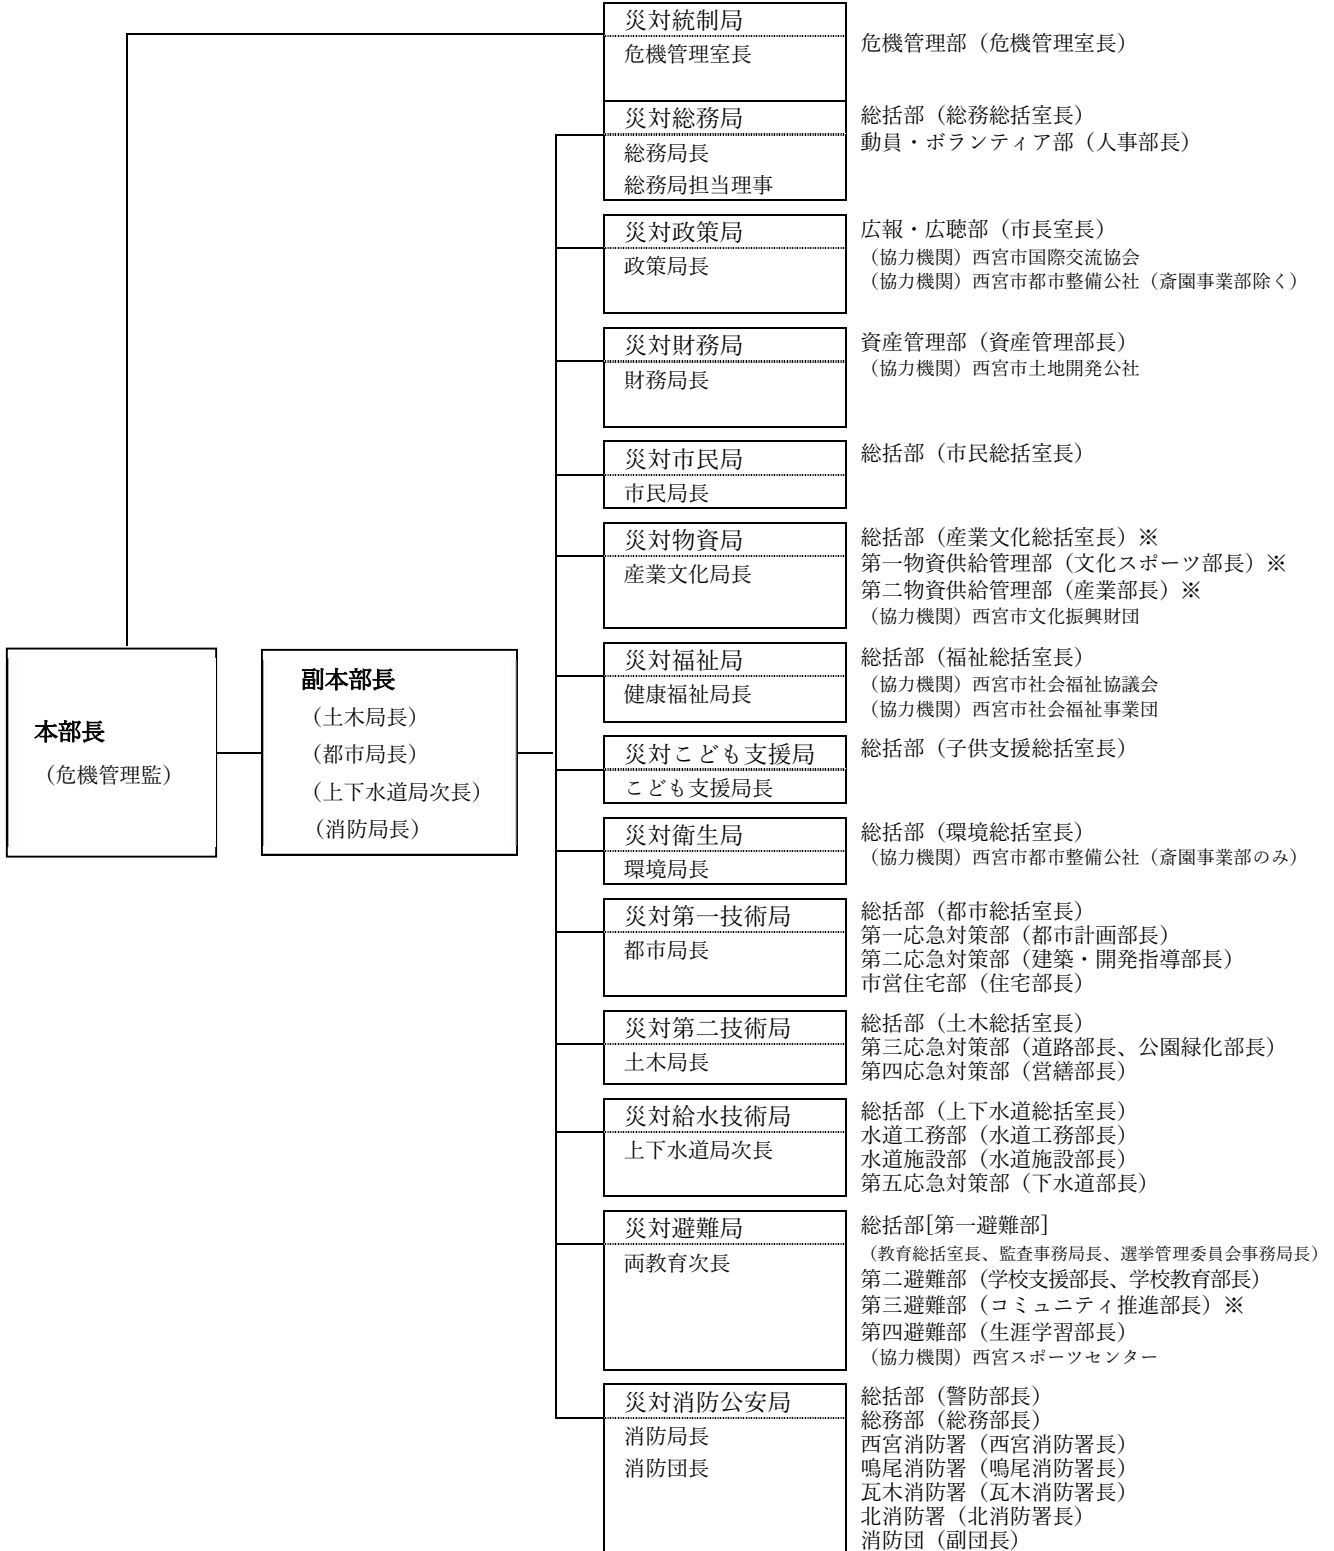 災対統制局
危機管理室長
危機管理部（危機管理室長）
災対総務局
総務局長
総務局担当理事
総括部（総務総括室長）
動員・ボランティア部（人事部長）
災対政策局
政策局長
広報・広聴部（市長室長）
（協力機関）西宮市国際交流協会
（協力機関）西宮市都市整備公社（斎園事業部除く）
災対財務局
財務局長
資産管理部（資産管理部長）
（協力機関）西宮市土地開発公社
災対市民局
市民局長
総括部（市民総括室長）
災対物資局
産業文化局長
総括部（産業文化総括室長）※
第一物資供給管理部（文化スポーツ部長）※
第二物資供給管理部（産業部長）※
（協力機関）西宮市文化振興財団
本部長
（危機管理監）
副本部長
（土木局長）
（都市局長）
（上下水道局次長）
（消防局長）
災対福祉局
健康福祉局長
総括部（福祉総括室長）
（協力機関）西宮市社会福祉協議会
（協力機関）西宮市社会福祉事業団
災対こども支援局
こども支援局長
総括部（子供支援総括室長）
災対衛生局
環境局長
総括部（環境総括室長）
（協力機関）西宮市都市整備公社（斎園事業部のみ）
災対第一技術局
都市局長
総括部（都市総括室長）
第一応急対策部（都市計画部長）
第二応急対策部（建築・開発指導部長）
市営住宅部（住宅部長）
災対第二技術局
土木局長
総括部（土木総括室長）
第三応急対策部（道路部長、公園緑化部長）
第四応急対策部（営繕部長）
災対給水技術局
上下水道局次長
総括部（上下水道総括室長）
水道工務部（水道工務部長）
水道施設部（水道施設部長）
第五応急対策部（下水道部長）
災対避難局
両教育次長
総括部[第一避難部]
（教育総括室長、監査事務局長、選挙管理委員会事務局長）
第二避難部（学校支援部長、学校教育部長）
第三避難部（コミュニティ推進部長）※
第四避難部（生涯学習部長）
（協力機関）西宮スポーツセンター
災対消防公安局
消防局長
消防団長
総括部（警防部長）
総務部（総務部長）
西宮消防署（西宮消防署長）
鳴尾消防署（鳴尾消防署長）
瓦木消防署（瓦木消防署長）
北消防署（北消防署長）
消防団（副団長）